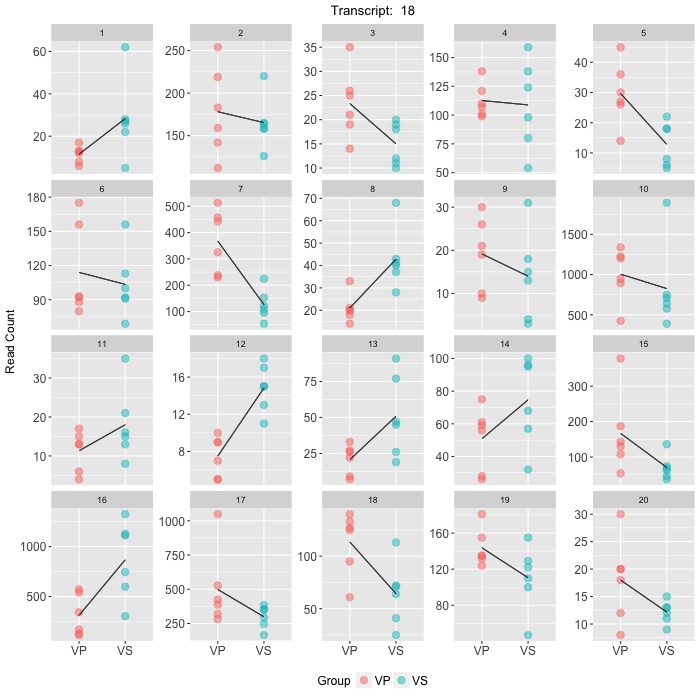 Transcript: 18
1 2 3 4 5
60 40 20
250 200 150
35 30 25 20 15 10
150 125 100 75 50
40 30 20 10
6 7 8 9 10
180 150 120 90
500 400 300 200 100
70 60 50 40 30 20
30 20 10
1500 1000 500
Read Count
11 12 13 14 15
30 20 10
16 12 8
75 50 25
100 80 60 40
300 200 100
16 17 18 19 20
1000 500
1000 750 500 250
100 50
160 120 80
30 25 20 15 10
VP VS VP VS VP VS VP VS VP VS
Group VP VS